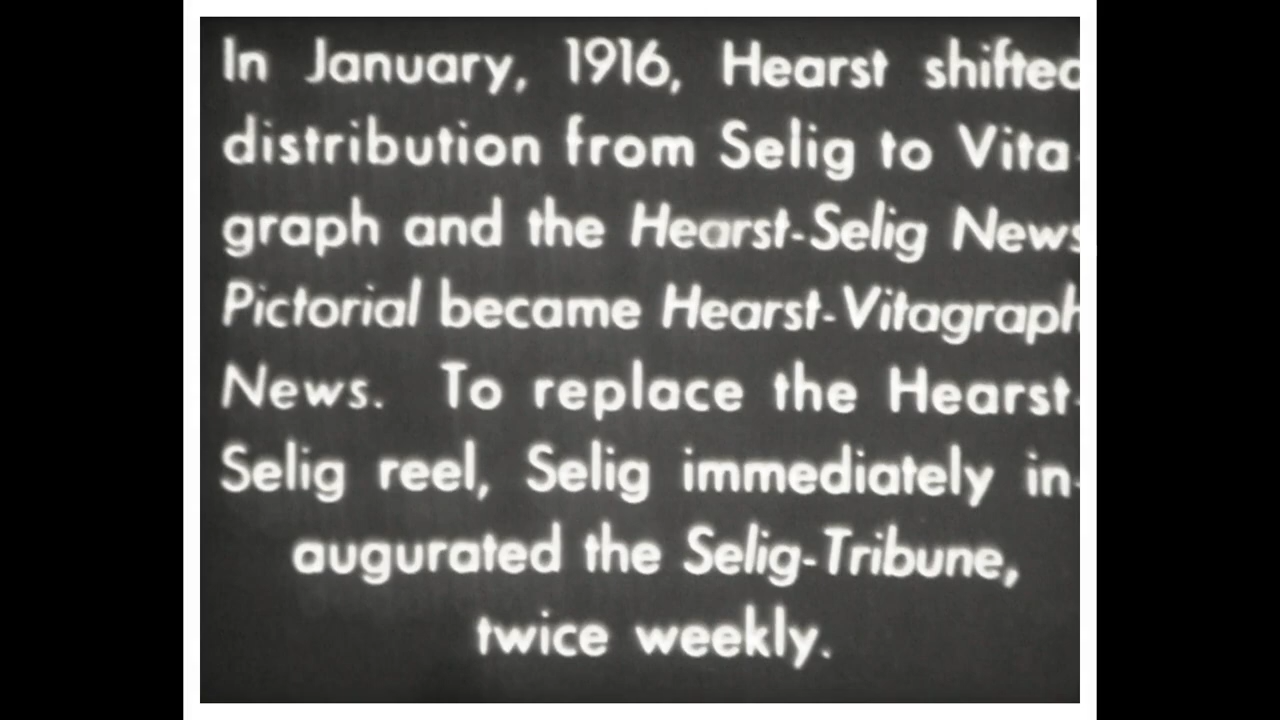 In January, 1916, Hearst shifted
distribution from Selig to Vita-
graph and the Hearst-Selig News
Pictorial became Hearst-Vitagraph
News. To replace the Hearst-
Selig reel, Selig immediately in-
augurated the Selig-Tribune,
twice weekly.